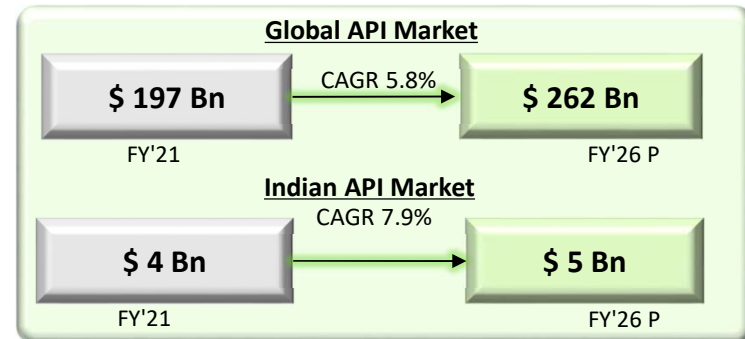 Global API Market
CAGR 5.8%
$ 197 Bn
$ 262 Bn
FY'21
FY'26 P
Indian API Market
CAGR 7.9%
$ 4 Bn
$ 5 Bn
FY'21
FY'26 P